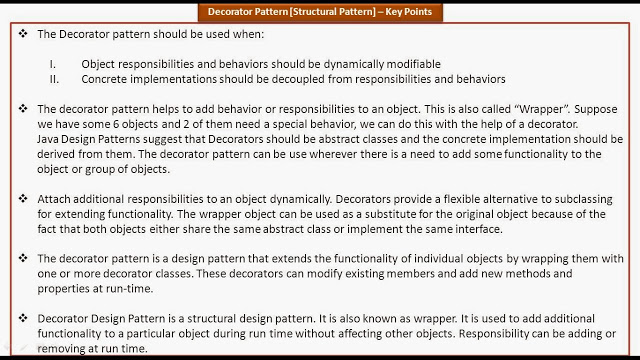 Decorator Pattern [Structural Pattern] – Key Points
❖ The Decorator pattern should be used when:
I. Object responsibilities and behaviors should be dynamically modifiable
II. Concrete implementations should be decoupled from responsibilities and behaviors
❖ The decorator pattern helps to add behavior or responsibilities to an object. This is also called “Wrapper”. Suppose
we have some 6 objects and 2 of them need a special behavior, we can do this with the help of a decorator.
Java Design Patterns suggest that Decorators should be abstract classes and the concrete implementation should be
derived from them. The decorator pattern can be use wherever there is a need to add some functionality to the
object or group of objects.
❖ Attach additional responsibilities to an object dynamically. Decorators provide a flexible alternative to subclassing
for extending functionality. The wrapper object can be used as a substitute for the original object because of the
fact that both objects either share the same abstract class or implement the same interface.
❖ The decorator pattern is a design pattern that extends the functionality of individual objects by wrapping them with
one or more decorator classes. These decorators can modify existing members and add new methods and
properties at run-time.
❖ Decorator Design Pattern is a structural design pattern. It is also known as wrapper. It is used to add additional
functionality to a particular object during run time without affecting other objects. Responsibility can be adding or
removing at run time.